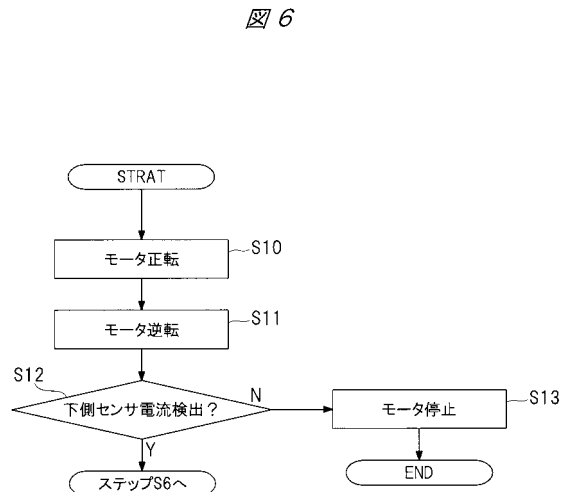 図 6
STRAT
モータ正転
S10
モータ逆転
S11
S12
下側センサ電流検出?
N
モータ停止
S13
Y
ステップS6へ
END